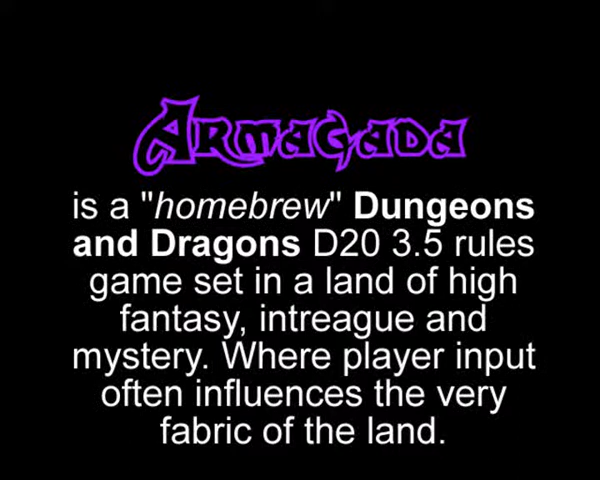 ARMAGADA
is a "homebrew" Dungeons
and Dragons D20 3.5 rules
game set in a land of high
fantasy, intreague and
mystery. Where player input
often influences the very
fabric of the land.